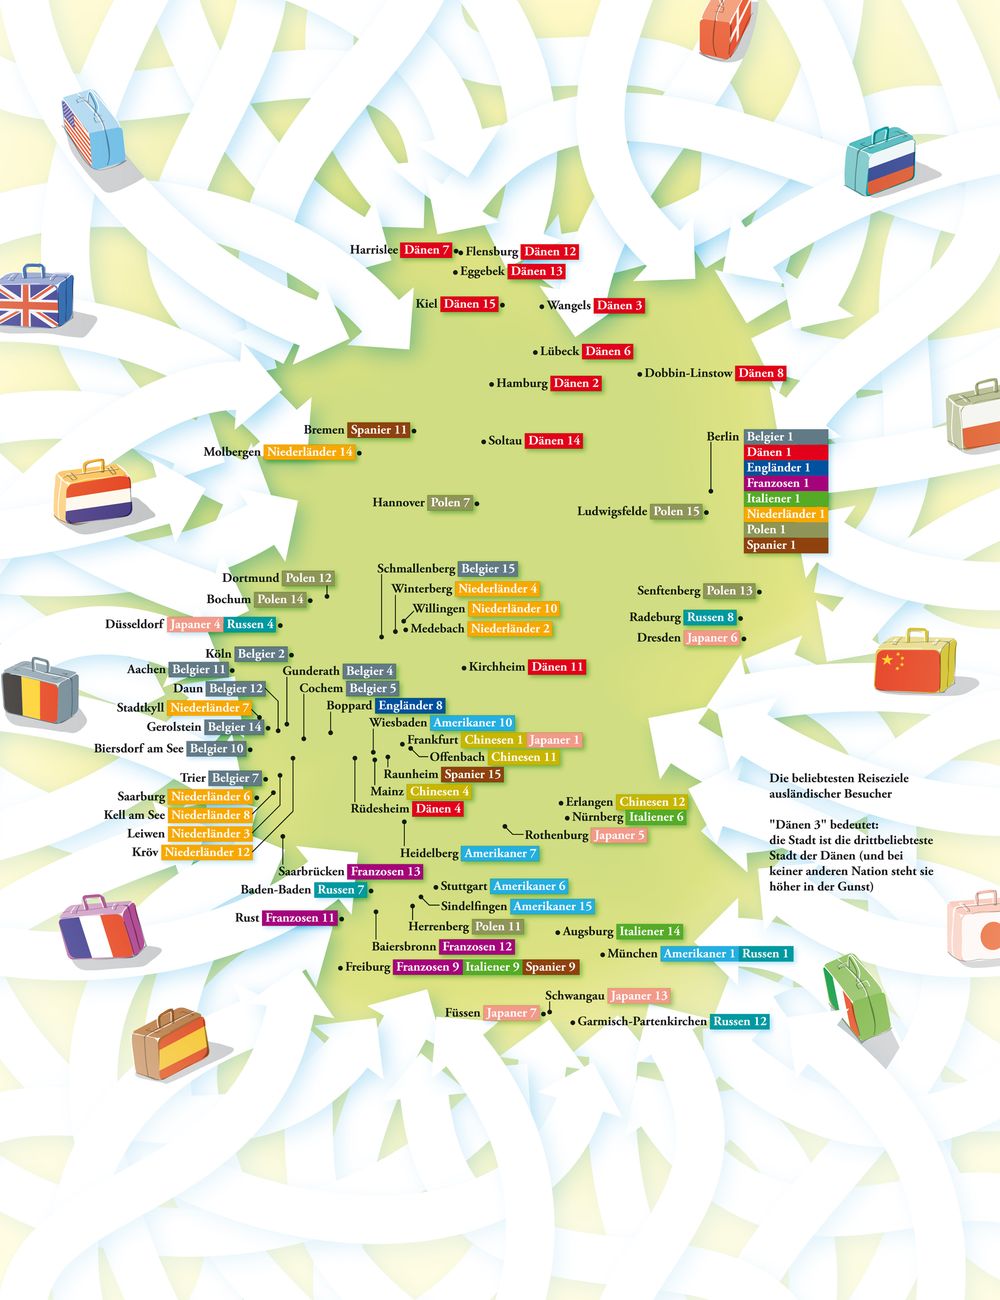 Harrislee Dänen 7
Flensburg Dänen 12
Eggebek Dänen 13
Kiel Dänen 15
Wangels Dänen 3
Lübeck Dänen 6
Dobbin-Linstow Dänen 8
Hamburg Dänen 2
Bremen Spanier 11
Molbergen Niederländer 14
Soltau Dänen 14
Berlin Belgier 1
Dänen 1
Engländer 1
Franzosen 1
Italiener 1
Niederländer 1
Polen 1
Spanier 1
Hannover Polen 7
Ludwigsfelde Polen 15
Schmallenberg Belgier 15
Dortmund Polen 12
Winterberg Niederländer 4
Senftenberg Polen 13
Bochum Polen 14
Willingen Niederländer 10
Radeburg Russen 8
Düsseldorf Japaner 4 Russen 4
Medebach Niederländer 2
Dresden Japaner 6
Köln Belgier 2
Aachen Belgier 11
Gunderath Belgier 4
Kirchheim Dänen 11
Daun Belgier 12
Cochem Belgier 5
Stadtkyll Niederländer 7
Boppard Engländer 8
Gerolstein Belgier 14
Wiesbaden Amerikaner 10
Biersdorf am See Belgier 10
Frankfurt Chinesen 1 Japaner 1
Offenbach Chinesen 11
Trier Belgier 7
Raunheim Spanier 15
Saarburg Niederländer 6
Mainz Chinesen 4
Kell am See Niederländer 8
Rüdesheim Dänen 4
Leiwen Niederländer 3
Kröv Niederländer 12
Erlangen Chinesen 12
Nürnberg Italiener 6
Rothenburg Japaner 5
Heidelberg Amerikaner 7
Saarbrücken Franzosen 13
Baden-Baden Russen 7
Stuttgart Amerikaner 6
Sindelfingen Amerikaner 15
Rust Franzosen 11
Herrenberg Polen 11
Augsburg Italiener 14
Baiersbronn Franzosen 12
München Amerikaner 1 Russen 1
Freiburg Franzosen 9 Italiener 9 Spanier 9
Schwangau Japaner 13
Füssen Japaner 7
Garmisch-Partenkirchen Russen 12
Die beliebtesten Reiseziele
ausländischer Besucher
"Dänen 3" bedeutet:
die Stadt ist die drittbeliebteste
Stadt der Dänen (und bei
keiner anderen Nation steht sie
höher in der Gunst)